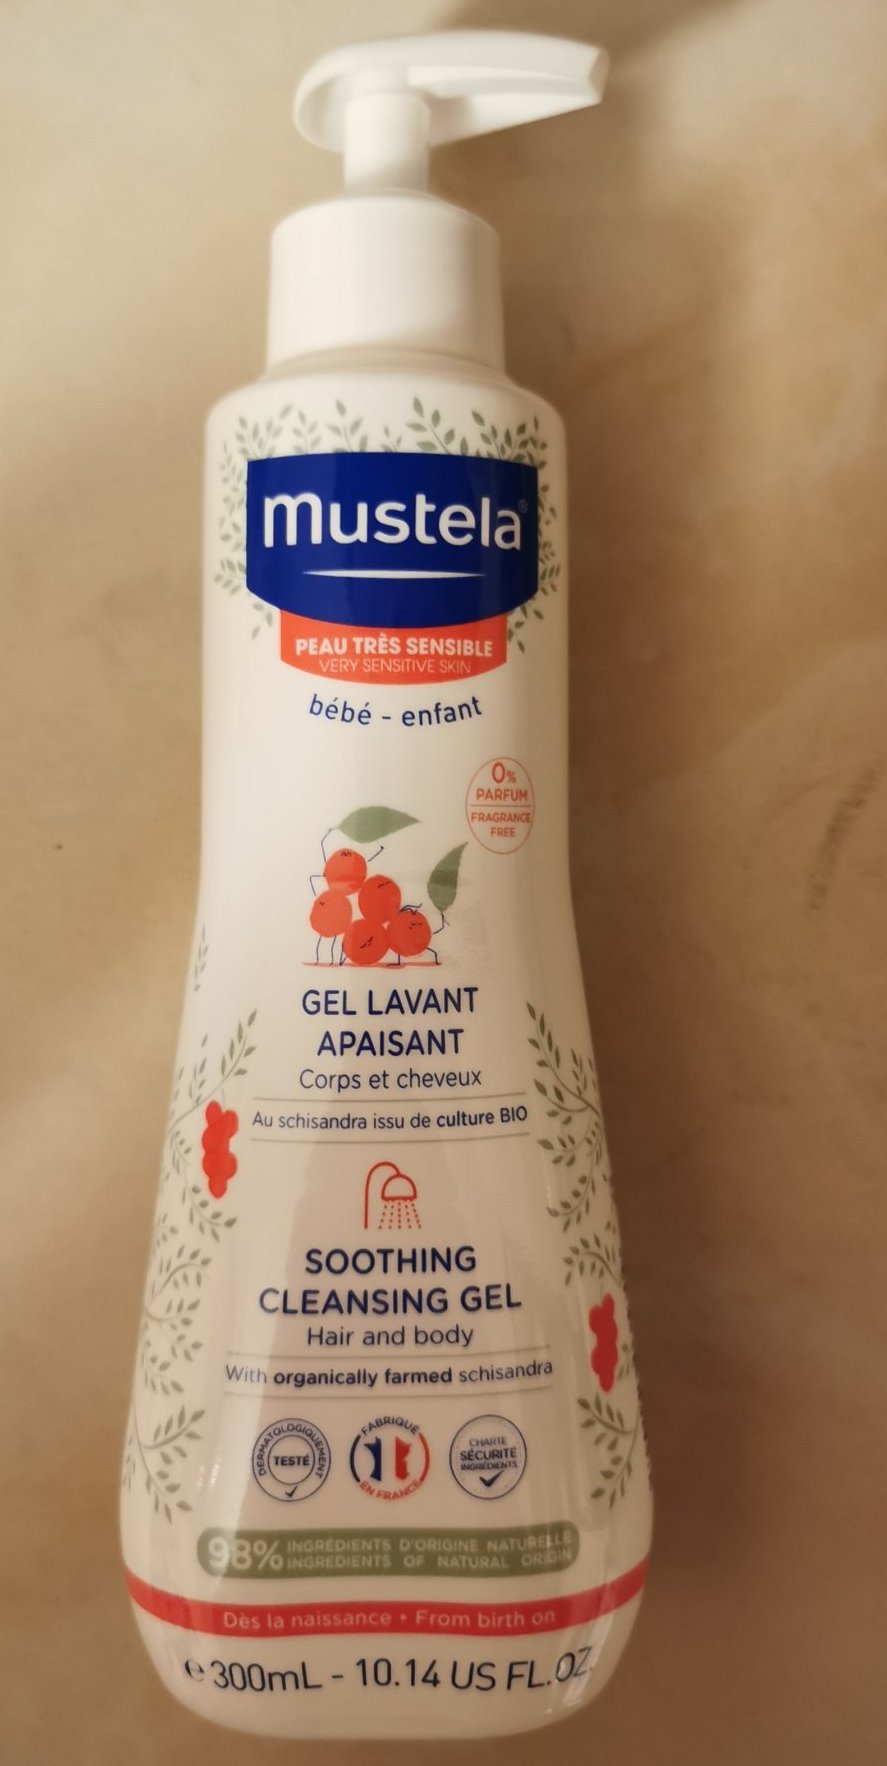 mustela®
PEAU TRÈS SENSIBLE
VERY SENSITIVE SKIN
bébé - enfant
0%
PARFUM
FRAGRANCE
FREE
GEL LAVANT
APAISANT
Corps et cheveux
Au schisandra issu de culture BIO
SOOTHING
CLEANSING GEL
Hair and body
With organically farmed schisandra
DERMATOLOGIQUEMENT
TESTÉ
FABRIQUÉ
EN FRANCE
CHARTE
SÉCURITÉ
INGRÉDIENTS
98% INGRÉDIENTS D'ORIGINE NATURELLE
INGREDIENTS OF NATURAL ORIGIN
Dès la naissance • From birth on
℮ 300mL - 10.14 US FL.OZ.